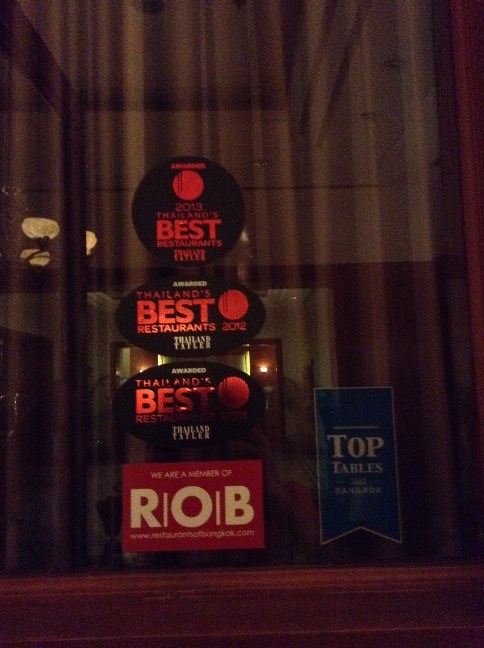 AWARDED
2013
THAILAND'S
BEST
RESTAURANTS
THAILAND
TATLER
AWARDED
THAILAND'S
BEST
RESTAURANTS 2012
THAILAND
TATLER
AWARDED
THAILAND'S
BEST
THAILAND
TATLER
WE ARE A MEMBER OF
R|O|B
www.restaurantsofbangkok.com
TOP
TABLES
BANGKOK